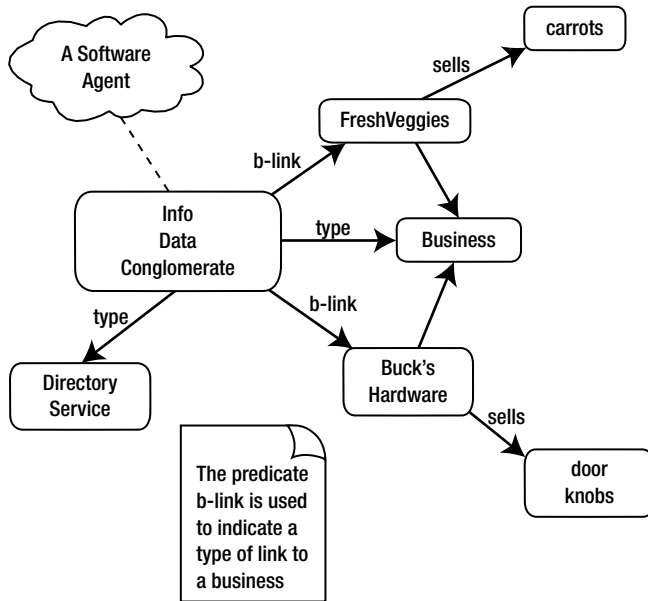 carrots
A Software
Agent
sells
FreshVeggies
b-link
Info
Data
Conglomerate
type
Business
b-link
type
Directory
Service
Buck's
Hardware
sells
The predicate
b-link is used
to indicate a
type of link to
a business
door
knobs